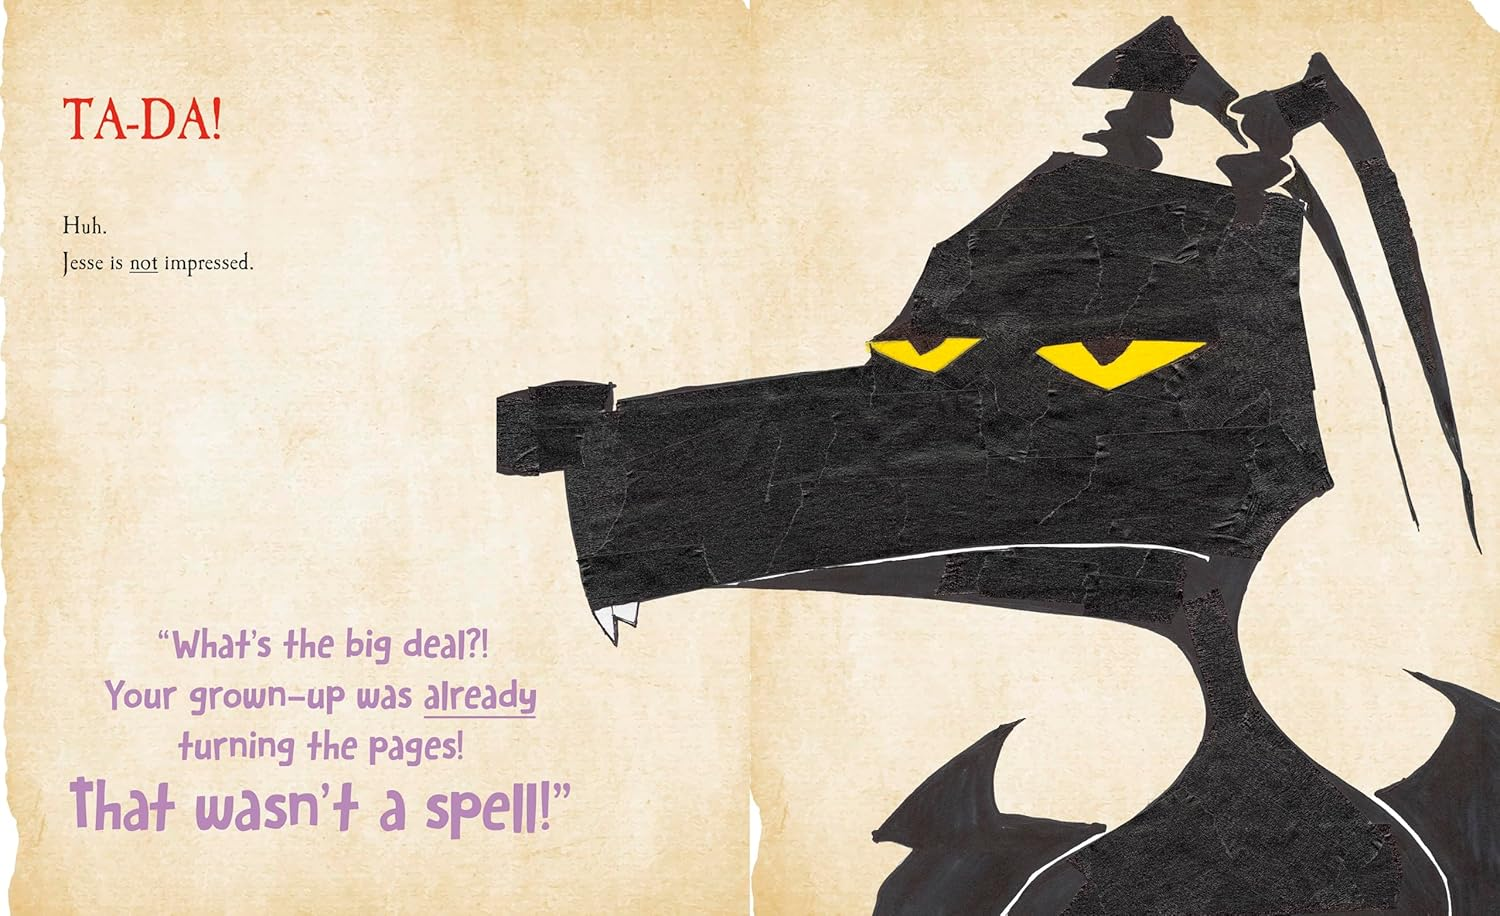 TA-DA!
Huh.
Jesse is not impressed.
“What’s the big deal?!
Your grown-up was already
turning the pages!
That wasn’t a spell!”